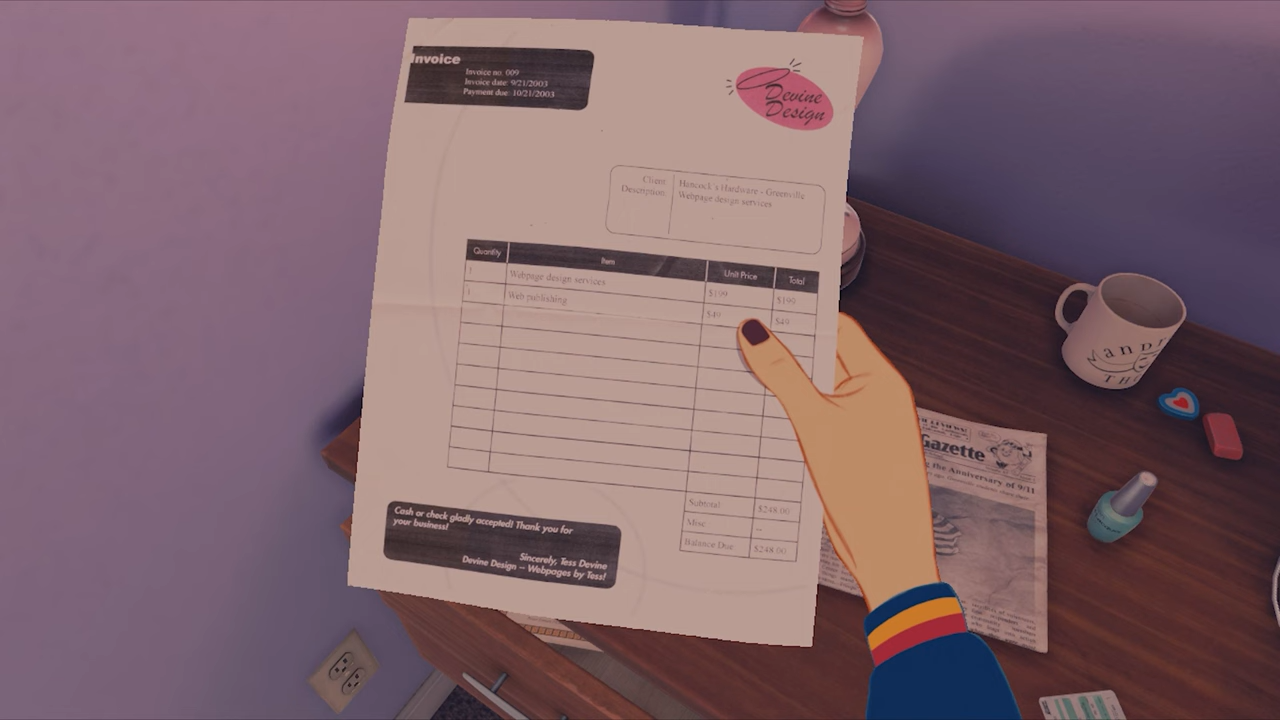 Invoice
Invoice no. 009
Invoice date: 9/21/2003
Payment due: 10/21/2003
Devine
Design
Client
Description
Hancock's Hardware - Greenville
Webpage design services
Quantity Item Unit Price Total
1 Webpage design services $199 $199
1 Web publishing $49 $49
Subtotal $248.00
Misc --
Balance Due $248.00
Cash or check gladly accepted! Thank you for
your business!
Sincerely, Tess Devine
Devine Design -- Webpages by Tess!
Gazette
the Anniversary of 9/11